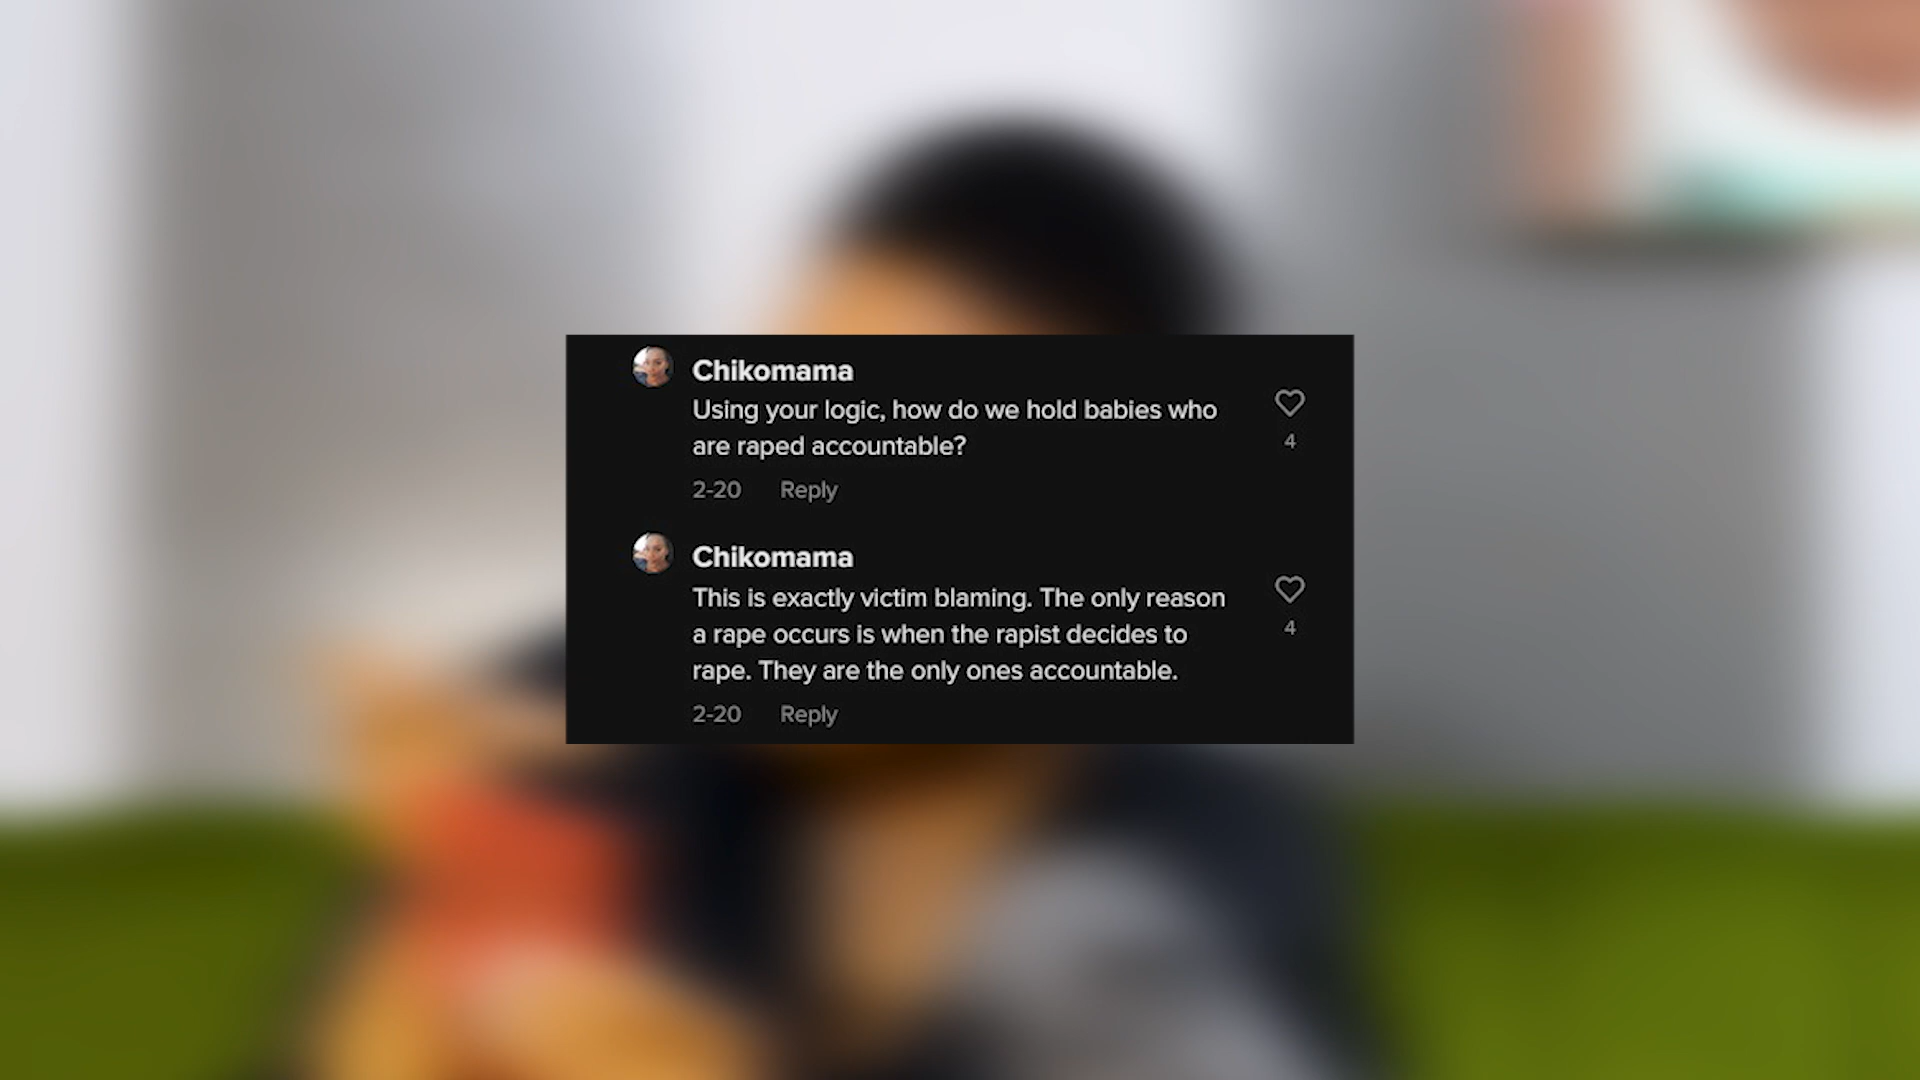 Chikomama
Using your logic, how do we hold babies who
are raped accountable?
4
2-20 Reply
Chikomama
This is exactly victim blaming. The only reason
a rape occurs is when the rapist decides to
rape. They are the only ones accountable.
4
2-20 Reply